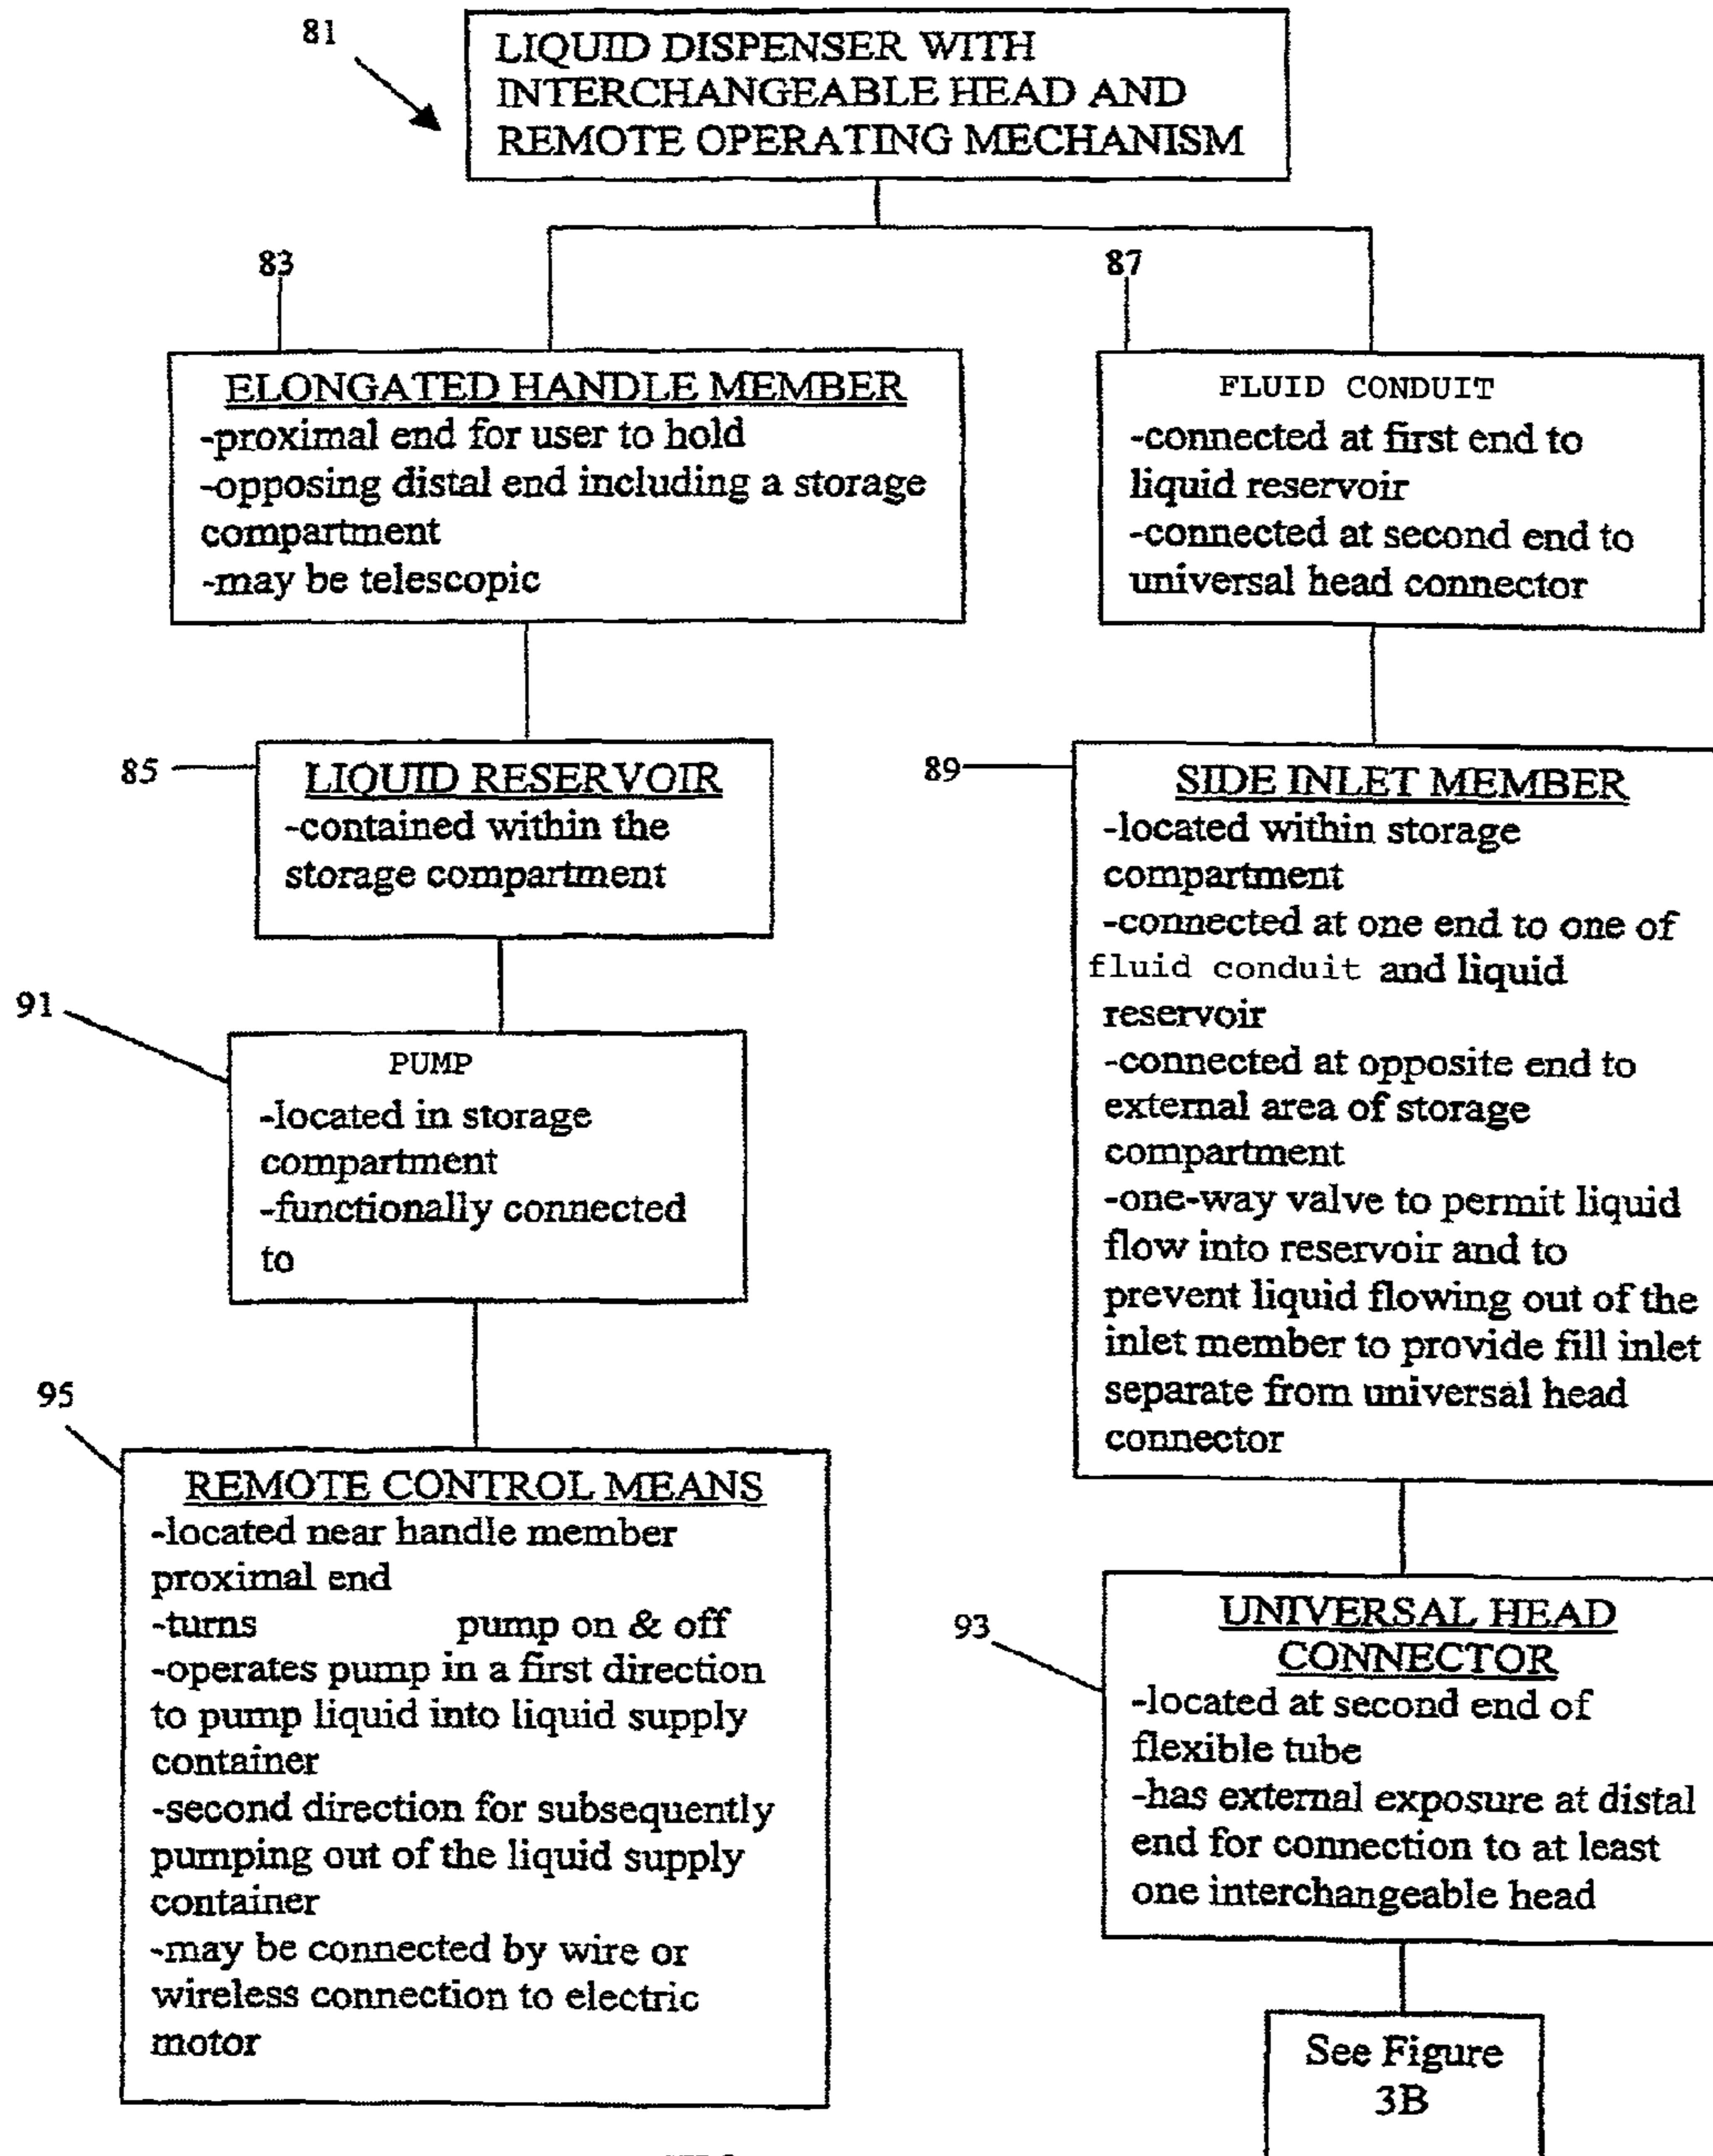 81
LIQUID DISPENSER WITH
INTERCHANGEABLE HEAD AND
REMOTE OPERATING MECHANISM
83
ELONGATED HANDLE MEMBER
-proximal end for user to hold
-opposing distal end including a storage
compartment
-may be telescopic
87
FLUID CONDUIT
-connected at first end to
liquid reservoir
-connected at second end to
universal head connector
85
LIQUID RESERVOIR
-contained within the
storage compartment
89
SIDE INLET MEMBER
-located within storage
compartment
-connected at one end to one of
fluid conduit and liquid
reservoir
-connected at opposite end to
external area of storage
compartment
-one-way valve to permit liquid
flow into reservoir and to
prevent liquid flowing out of the
inlet member to provide fill inlet
separate from universal head
connector
91
PUMP
-located in storage
compartment
-functionally connected
to
95
REMOTE CONTROL MEANS
-located near handle member
proximal end
-turns pump on & off
-operates pump in a first direction
to pump liquid into liquid supply
container
-second direction for subsequently
pumping out of the liquid supply
container
-may be connected by wire or
wireless connection to electric
motor
93
UNIVERSAL HEAD
CONNECTOR
-located at second end of
flexible tube
-has external exposure at distal
end for connection to at least
one interchangeable head
See Figure
3B